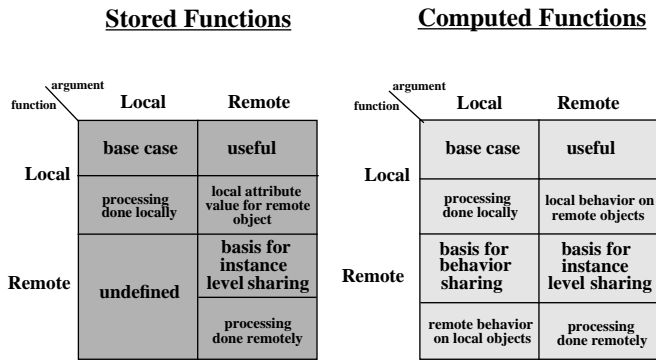 Stored Functions
argument
function
Local
Remote
Local
base case
useful
processing
done locally
local attribute
value for remote
object
Remote
undefined
basis for
instance
level sharing
processing
done remotely
Computed Functions
argument
function
Local
Remote
Local
base case
useful
processing
done locally
local behavior on
remote objects
Remote
basis for
behavior
sharing
basis for
instance
level sharing
remote behavior
on local objects
processing
done remotely